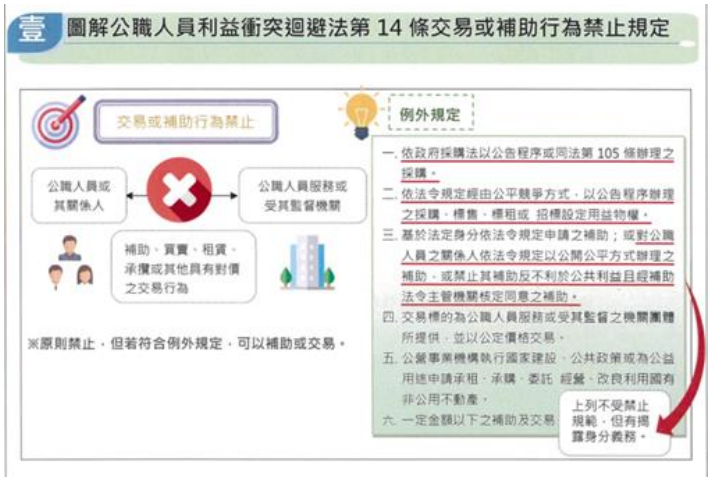 壹 圖解公職人員利益衝突迴避法第 14 條交易或補助行為禁止規定
交易或補助行為禁止
公職人員或
其關係人
公職人員服務或
受其監督機關
補助、買賣、租賃、
承攬或其他具有對價
之交易行為
※原則禁止，但若符合例外規定，可以補助或交易。
例外規定
一. 依政府採購法以公告程序或同法第 105 條辦理之
採購。
二. 依法令規定經由公平競爭方式，以公告程序辦理
之採購、標售、標租或 招標設定用益物權。
三. 基於法定身分依法令規定申請之補助；或對公職
人員之關係人依法令規定以公開公平方式辦理之
補助，或禁止其補助反不利於公共利益且經補助
法令主管機關核定同意之補助。
四. 交易標的為公職人員服務或受其監督之機關團體
所提供，並以公定價格交易。
五. 公營事業機構執行國家建設、公共政策或為公益
用途申請承租、承購、委託 經營、改良利用國有
非公用不動產。
六. 一定金額以下之補助及交易
上列不受禁止
規範，但有揭
露身分義務。